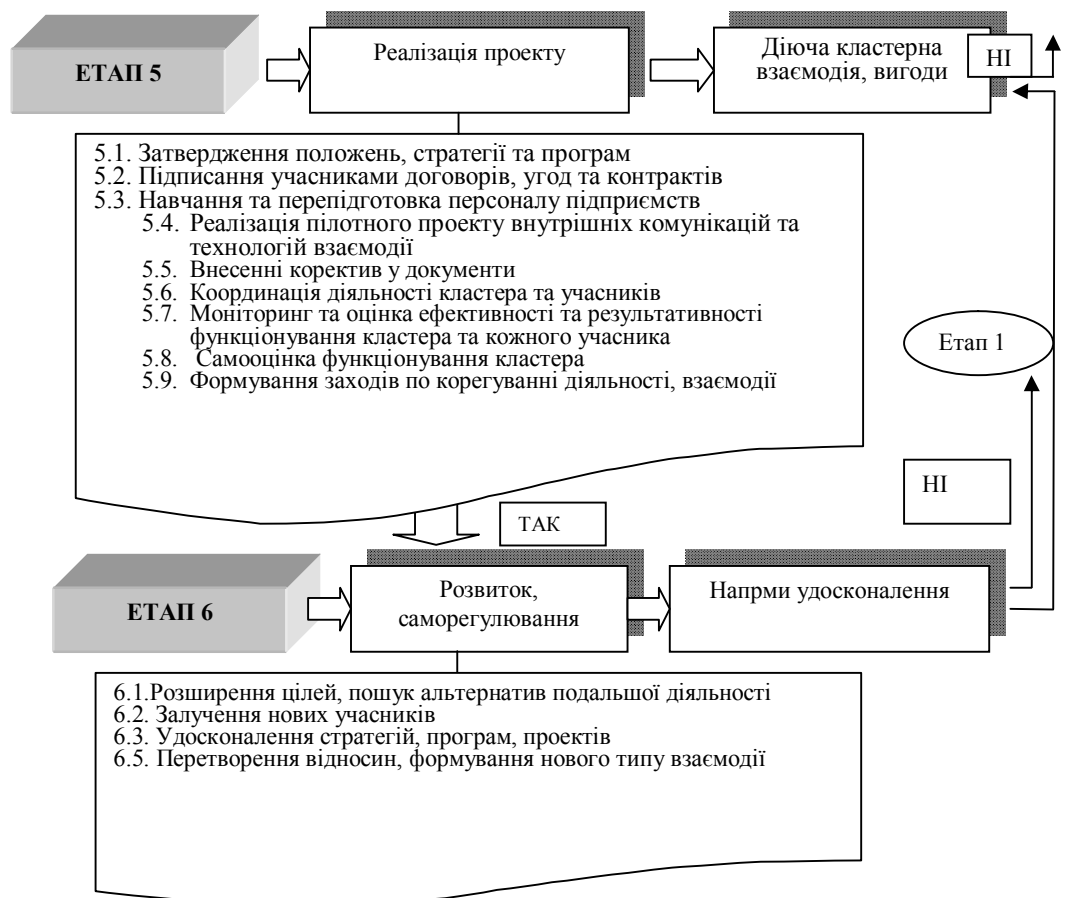 ЕТАП 5
Реалізація проекту
Діюча кластерна
взаємодія, вигоди
НІ
5.1. Затвердження положень, стратегії та програм
5.2. Підписання учасниками договорів, угод та контрактів
5.3. Навчання та перепідготовка персоналу підприємств
5.4. Реалізація пілотного проекту внутрішніх комунікацій та
технологій взаємодії
5.5. Внесенні коректив у документи
5.6. Координація діяльності кластера та учасників
5.7. Моніторинг та оцінка ефективності та результативності
функціонування кластера та кожного учасника
5.8. Самооцінка функціонування кластера
5.9. Формування заходів по корегуванні діяльності, взаємодії
Етап 1
НІ
ТАК
ЕТАП 6
Розвиток,
саморегулювання
Напрми удосконалення
6.1.Розширення цілей, пошук альтернатив подальшої діяльності
6.2. Залучення нових учасників
6.3. Удосконалення стратегій, програм, проектів
6.5. Перетворення відносин, формування нового типу взаємодії